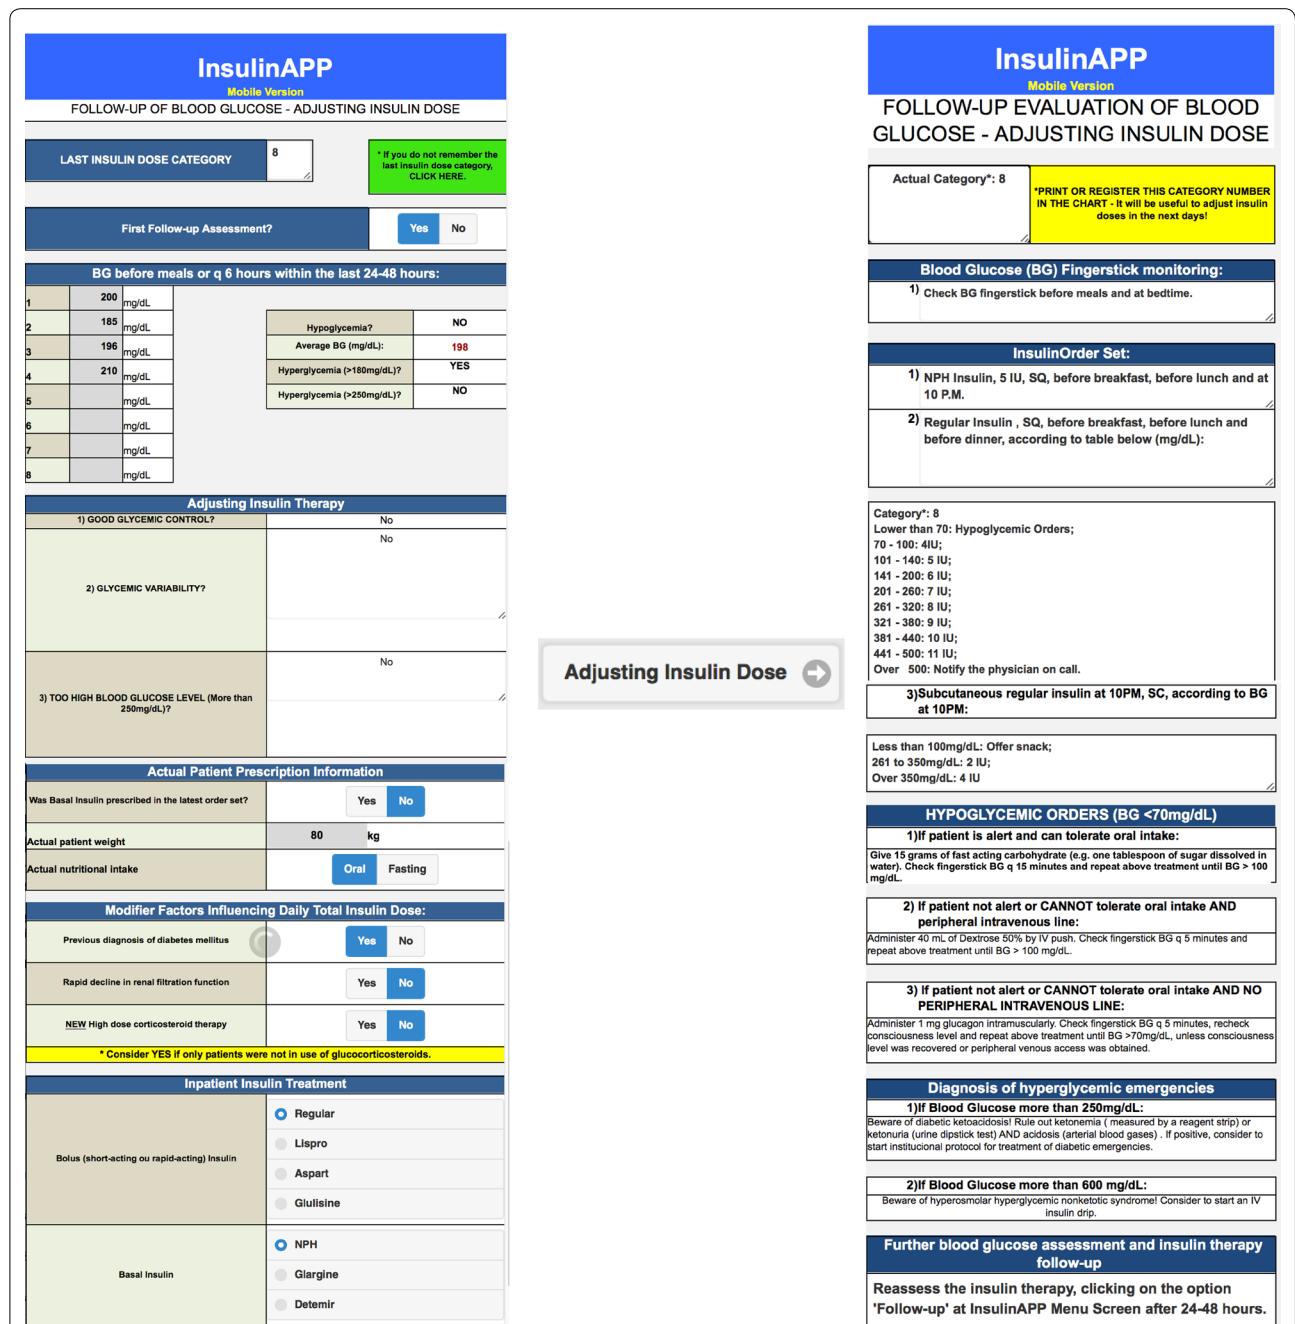 InsulinAPP
Mobile Version
FOLLOW-UP OF BLOOD GLUCOSE - ADJUSTING INSULIN DOSE
LAST INSULIN DOSE CATEGORY
8
* If you do not remember the
last insulin dose category,
CLICK HERE.
First Follow-up Assessment?
Yes No
BG before meals or q 6 hours within the last 24-48 hours:
1 200 mg/dL
2 185 mg/dL
3 196 mg/dL
4 210 mg/dL
5 mg/dL
6 mg/dL
7 mg/dL
8 mg/dL
Hypoglycemia? NO
Average BG (mg/dL): 198
Hyperglycemia (>180mg/dL)? YES
Hyperglycemia (>250mg/dL)? NO
Adjusting Insulin Therapy
1) GOOD GLYCEMIC CONTROL? No
2) GLYCEMIC VARIABILITY? No
3) TOO HIGH BLOOD GLUCOSE LEVEL (More than
250mg/dL)?
No
Actual Patient Prescription Information
Was Basal Insulin prescribed in the latest order set? Yes No
Actual patient weight 80 kg
Actual nutritional intake Oral Fasting
Modifier Factors Influencing Daily Total Insulin Dose:
Previous diagnosis of diabetes mellitus Yes No
Rapid decline in renal filtration function Yes No
NEW High dose corticosteroid therapy Yes No
* Consider YES if only patients were not in use of glucocorticosteroids.
Inpatient Insulin Treatment
Bolus (short-acting ou rapid-acting) Insulin
Regular
Lispro
Aspart
Glulisine
Basal Insulin
NPH
Glargine
Detemir
Adjusting Insulin Dose
InsulinAPP
Mobile Version
FOLLOW-UP EVALUATION OF BLOOD
GLUCOSE - ADJUSTING INSULIN DOSE
Actual Category*: 8
*PRINT OR REGISTER THIS CATEGORY NUMBER
IN THE CHART - It will be useful to adjust insulin
doses in the next days!
Blood Glucose (BG) Fingerstick monitoring:
1) Check BG fingerstick before meals and at bedtime.
InsulinOrder Set:
1) NPH Insulin, 5 IU, SQ, before breakfast, before lunch and at
10 P.M.
2) Regular Insulin , SQ, before breakfast, before lunch and
before dinner, according to table below (mg/dL):
Category*: 8
Lower than 70: Hypoglycemic Orders;
70 - 100: 4IU;
101 - 140: 5 IU;
141 - 200: 6 IU;
201 - 260: 7 IU;
261 - 320: 8 IU;
321 - 380: 9 IU;
381 - 440: 10 IU;
441 - 500: 11 IU;
Over 500: Notify the physician on call.
3)Subcutaneous regular insulin at 10PM, SC, according to BG
at 10PM:
Less than 100mg/dL: Offer snack;
261 to 350mg/dL: 2 IU;
Over 350mg/dL: 4 IU
HYPOGLYCEMIC ORDERS (BG <70mg/dL)
1)If patient is alert and can tolerate oral intake:
Give 15 grams of fast acting carbohydrate (e.g. one tablespoon of sugar dissolved in
water). Check fingerstick BG q 15 minutes and repeat above treatment until BG > 100
mg/dL.
2) If patient not alert or CANNOT tolerate oral intake AND
peripheral intravenous line:
Administer 40 mL of Dextrose 50% by IV push. Check fingerstick BG q 5 minutes and
repeat above treatment until BG > 100 mg/dL.
3) If patient not alert or CANNOT tolerate oral intake AND NO
PERIPHERAL INTRAVENOUS LINE:
Administer 1 mg glucagon intramuscularly. Check fingerstick BG q 5 minutes, recheck
consciousness level and repeat above treatment until BG >70mg/dL, unless consciousness
level was recovered or peripheral venous access was obtained.
Diagnosis of hyperglycemic emergencies
1)If Blood Glucose more than 250mg/dL:
Beware of diabetic ketoacidosis! Rule out ketonemia ( measured by a reagent strip) or
ketonuria (urine dipstick test) AND acidosis (arterial blood gases) . If positive, consider to
start institucional protocol for treatment of diabetic emergencies.
2)If Blood Glucose more than 600 mg/dL:
Beware of hyperosmolar hyperglycemic nonketotic syndrome! Consider to start an IV
insulin drip.
Further blood glucose assessment and insulin therapy
follow-up
Reassess the insulin therapy, clicking on the option
'Follow-up' at InsulinAPP Menu Screen after 24-48 hours.